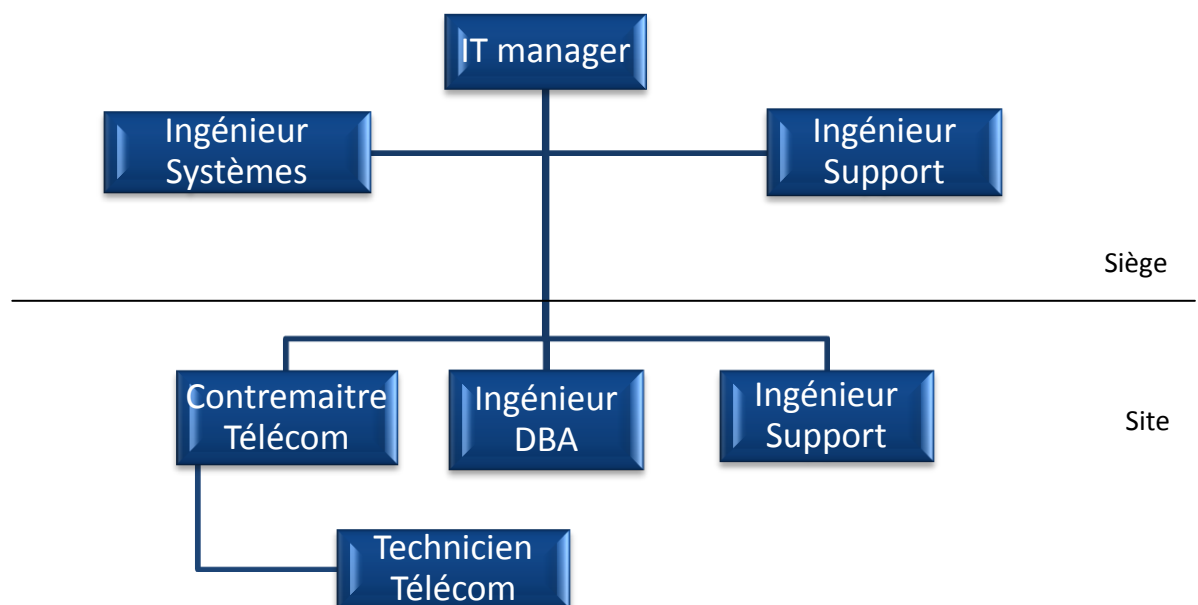 IT manager
Ingénieur
Systèmes
Ingénieur
Support
Siège
Contremaitre
Télécom
Ingénieur
DBA
Ingénieur
Support
Site
Technicien
Télécom